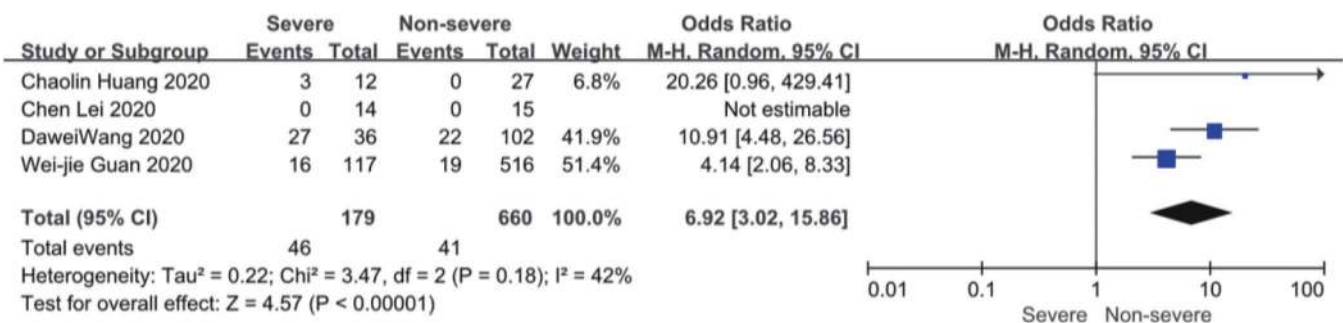 Severe Non-severe Odds Ratio Odds Ratio
Study or Subgroup Events Total Events Total Weight M-H, Random, 95% CI M-H, Random, 95% CI
Chaolin Huang 2020 3 12 0 27 6.8% 20.26 [0.96, 429.41]
Chen Lei 2020 0 14 0 15 Not estimable
DaweiWang 2020 27 36 22 102 41.9% 10.91 [4.48, 26.56]
Wei-jie Guan 2020 16 117 19 516 51.4% 4.14 [2.06, 8.33]
Total (95% CI) 179 660 100.0% 6.92 [3.02, 15.86]
Total events 46 41
Heterogeneity: Tau² = 0.22; Chi² = 3.47, df = 2 (P = 0.18); I² = 42%
Test for overall effect: Z = 4.57 (P < 0.00001)
0.01 0.1 1 10 100
Severe Non-severe